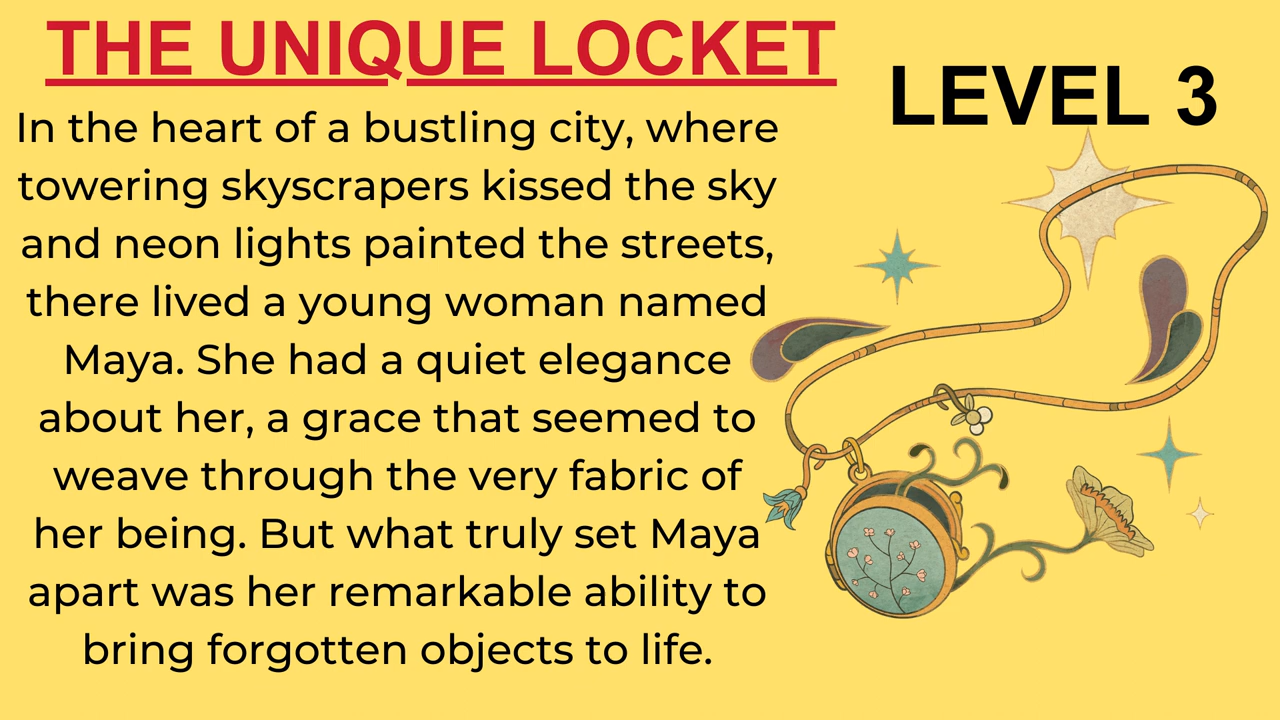 THE UNIQUE LOCKET
LEVEL 3
In the heart of a bustling city, where
towering skyscrapers kissed the sky
and neon lights painted the streets,
there lived a young woman named
Maya. She had a quiet elegance
about her, a grace that seemed to
weave through the very fabric of
her being. But what truly set Maya
apart was her remarkable ability to
bring forgotten objects to life.